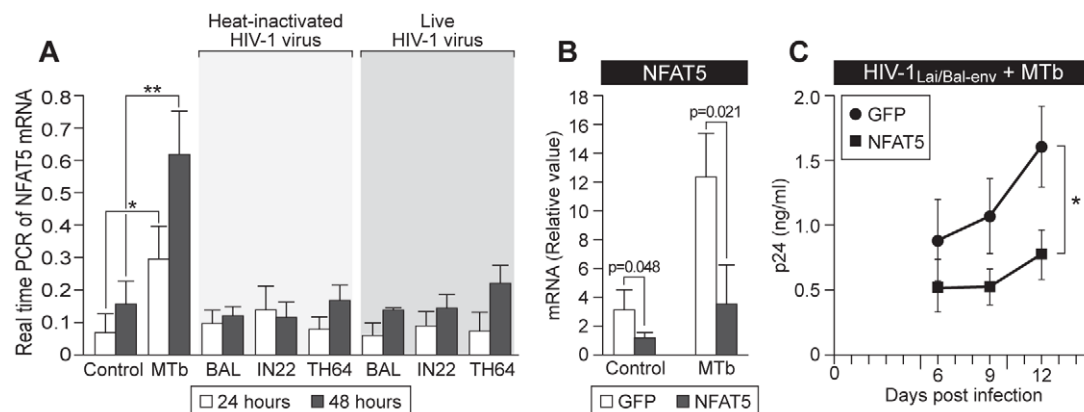 A
Heat-inactivated
HIV-1 virus
Live
HIV-1 virus
Real time PCR of NFAT5 mRNA
0.8
0.7
0.6
0.5
0.4
0.3
0.2
0.1
0
*
**
Control MTb BAL IN22 TH64 BAL IN22 TH64
24 hours 48 hours
B
NFAT5
mRNA (Relative value)
18
16
14
12
10
8
6
4
2
0
p=0.048
p=0.021
Control MTb
GFP NFAT5
C
HIV-1Lai/Bal-env + MTb
GFP
NFAT5
p24 (ng/ml)
2.0
1.5
1.0
0.5
0
*
0 6 9 12
Days post infection